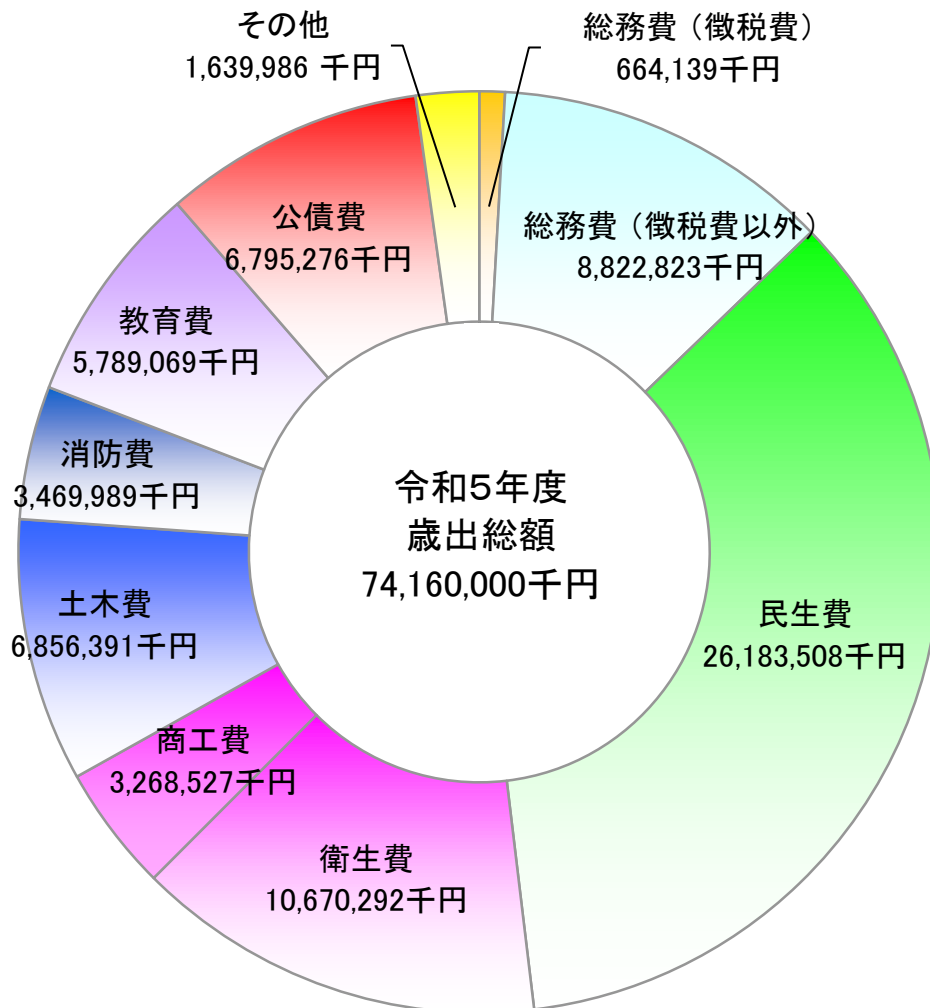 その他
1,639,986 千円
総務費（徴税費）
664,139千円
総務費（徴税費以外）
8,822,823千円
公債費
6,795,276千円
教育費
5,789,069千円
消防費
3,469,989千円
土木費
6,856,391千円
商工費
3,268,527千円
衛生費
10,670,292千円
民生費
26,183,508千円
令和５年度
歳出総額
74,160,000千円